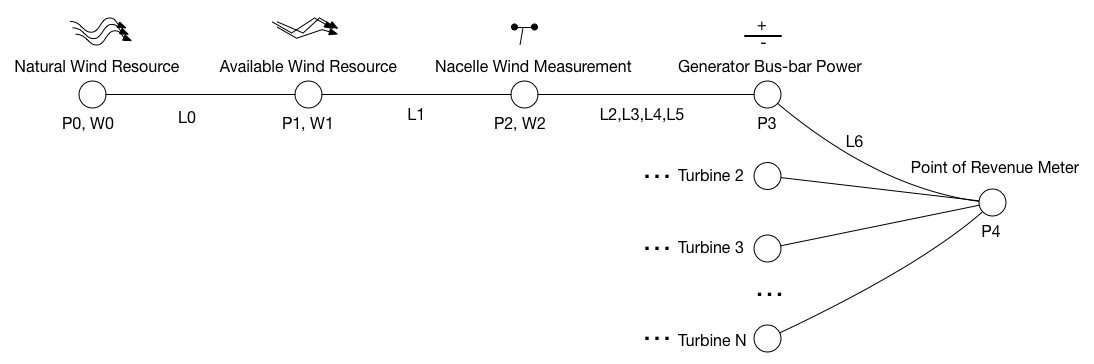 +
-
Natural Wind Resource
Available Wind Resource
Nacelle Wind Measurement
Generator Bus-bar Power
L0
L1
L2,L3,L4,L5
P0, W0
P1, W1
P2, W2
P3
L6
Point of Revenue Meter
... Turbine 2
P4
... Turbine 3
...
... Turbine N